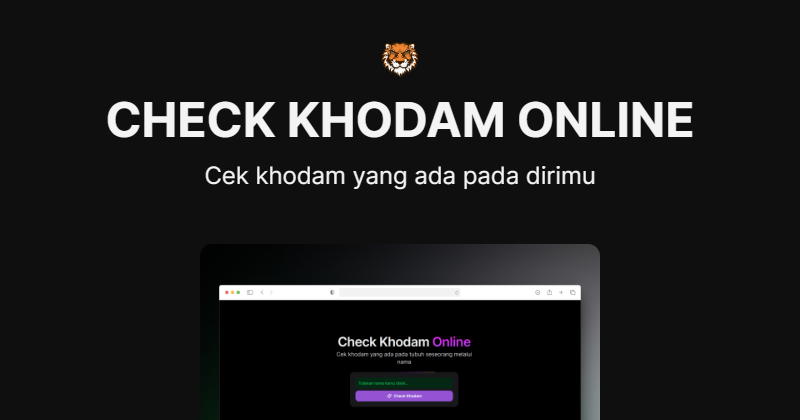 CHECK KHODAM ONLINE
Cek khodam yang ada pada dirimu
Check Khodam Online
Cek khodam yang ada pada tubuh seseorang melalui
nama
Check Khodam